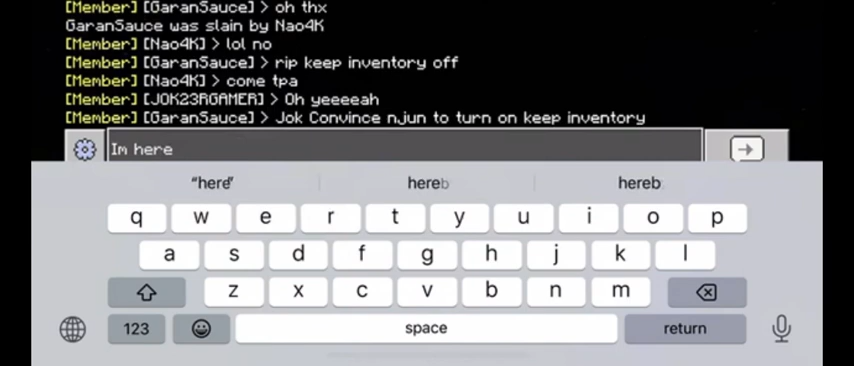 [Member] [GaranSauce] > oh thx
GaranSauce was slain by Nao4K
[Member] [Nao4K] > lol no
[Member] [GaranSauce] > rip keep inventory off
[Member] [Nao4K] > come tpa
[Member] [JOK23RGAMER] > Oh yeeeeah
[Member] [GaranSauce] > Jok Convince njun to turn on keep inventory
Im here
“here” hereb hereb
q w e r t y u i o p
a s d f g h j k l
z x c v b n m
123 space return